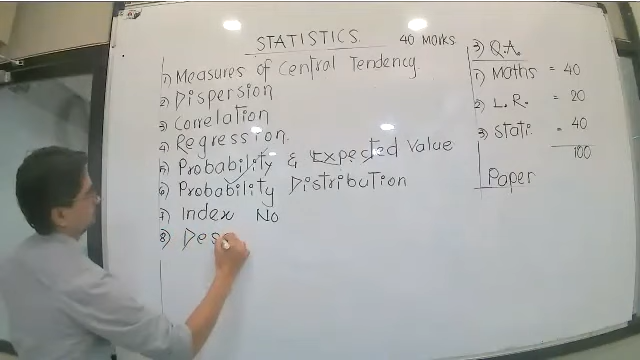 STATISTICS 40 Marks
1) Measures of Central Tendency
2) Dispersion
3) Correlation
4) Regression.
5) Probability & Expected Value
6) Probability Distribution
7) Index No
8) Des
3) Q.A.
1) Maths = 40
2) L.R. = 20
3) Stati. = 40
100
Paper